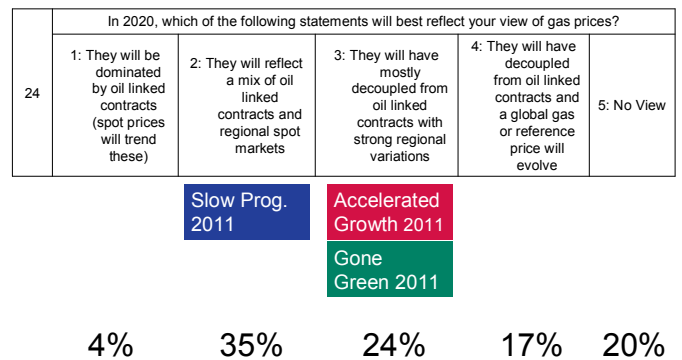 In 2020, which of the following statements will best reflect your view of gas prices?
24
1: They will be
dominated
by oil linked
contracts
(spot prices
will trend
these)
2: They will reflect
a mix of oil
linked
contracts and
regional spot
markets
3: They will have
mostly
decoupled from
oil linked
contracts with
strong regional
variations
4: They will have
decoupled
from oil linked
contracts and
a global gas
or reference
price will
evolve
5: No View
Slow Prog.
2011
Accelerated
Growth 2011
Gone
Green 2011
4% 35% 24% 17% 20%